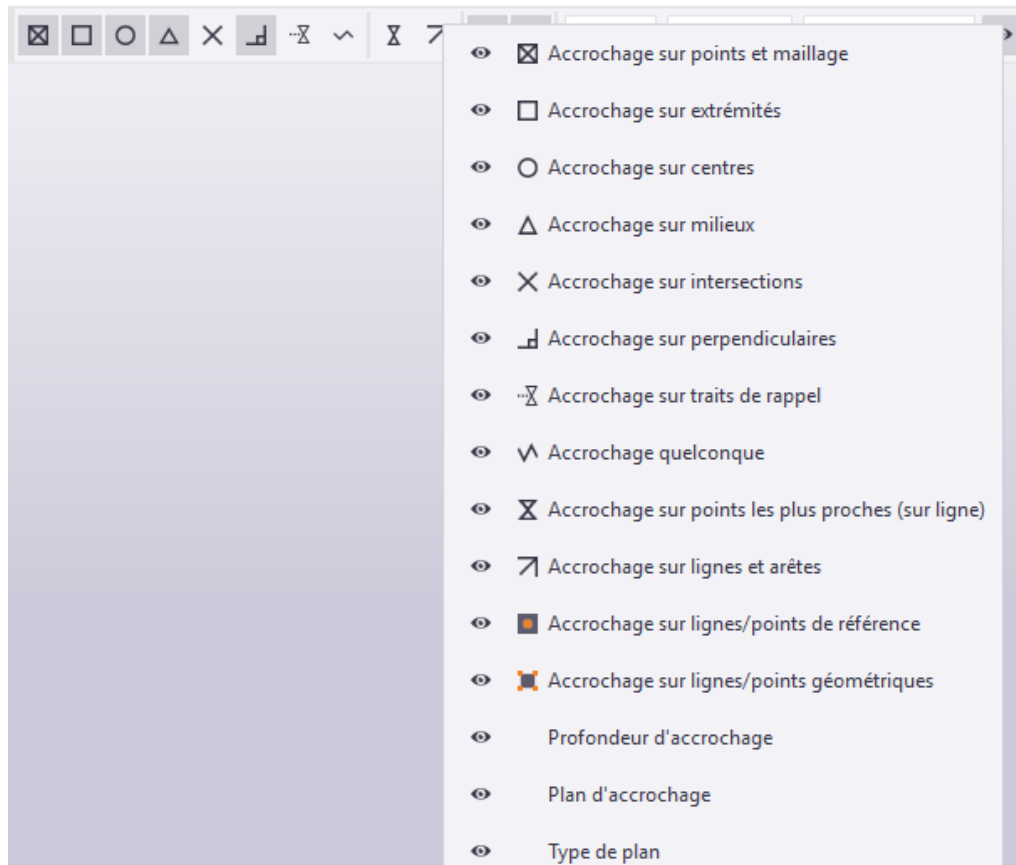 Accrochage sur points et maillage
Accrochage sur extrémités
Accrochage sur centres
Accrochage sur milieux
Accrochage sur intersections
Accrochage sur perpendiculaires
Accrochage sur traits de rappel
Accrochage quelconque
Accrochage sur points les plus proches (sur ligne)
Accrochage sur lignes et arêtes
Accrochage sur lignes/points de référence
Accrochage sur lignes/points géométriques
Profondeur d'accrochage
Plan d'accrochage
Type de plan